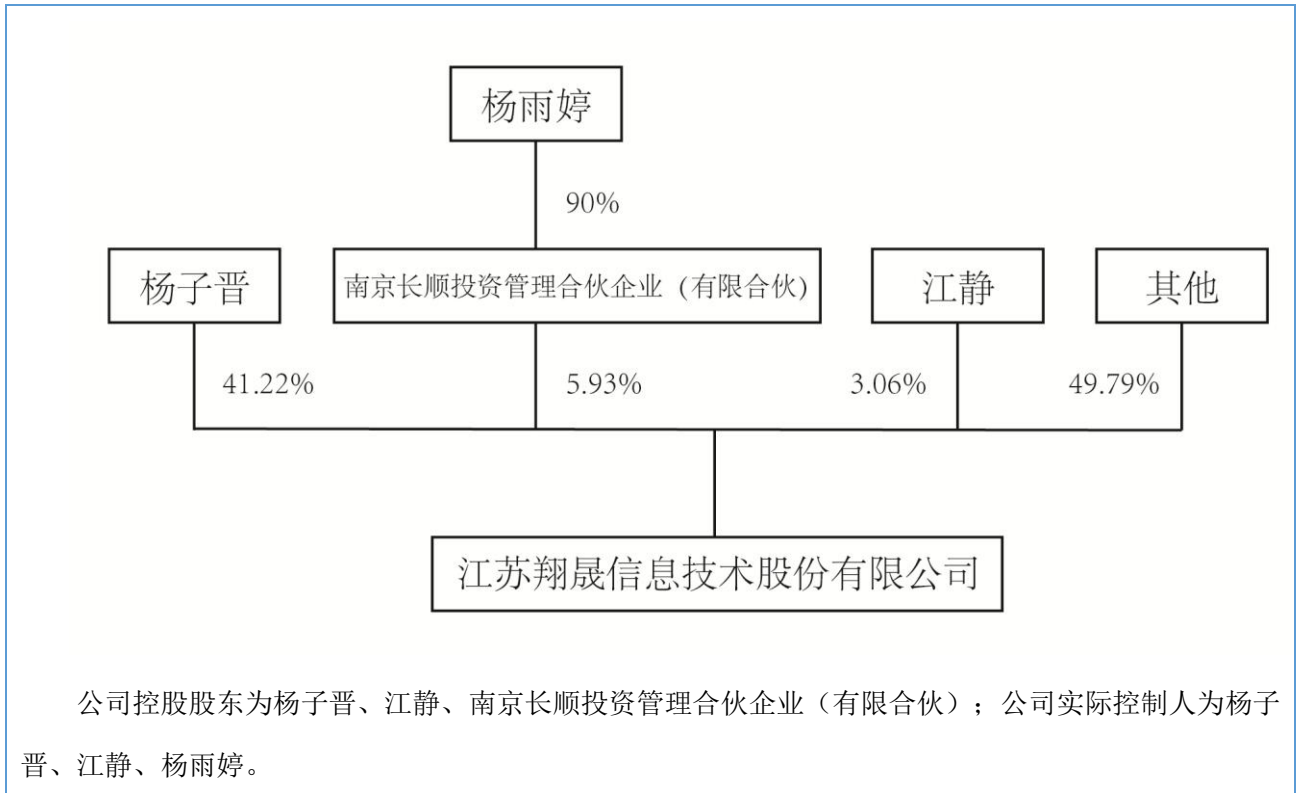 杨雨婷
90%
杨子晋
南京长顺投资管理合伙企业（有限合伙）
江静
其他
41.22%
5.93%
3.06%
49.79%
江苏翔晟信息技术股份有限公司
公司控股股东为杨子晋、江静、南京长顺投资管理合伙企业（有限合伙）；公司实际控制人为杨子
晋、江静、杨雨婷。